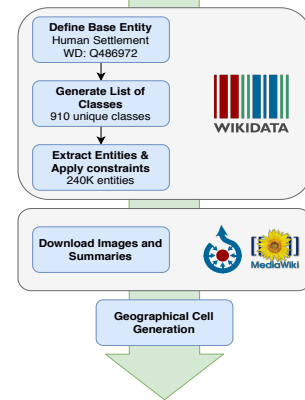 Define Base Entity
Human Settlement
WD: Q486972
Generate List of
Classes
910 unique classes
WIKIDATA
Extract Entities &
Apply constraints
240K entities
Download Images and
Summaries
MediaWiki
Geographical Cell
Generation